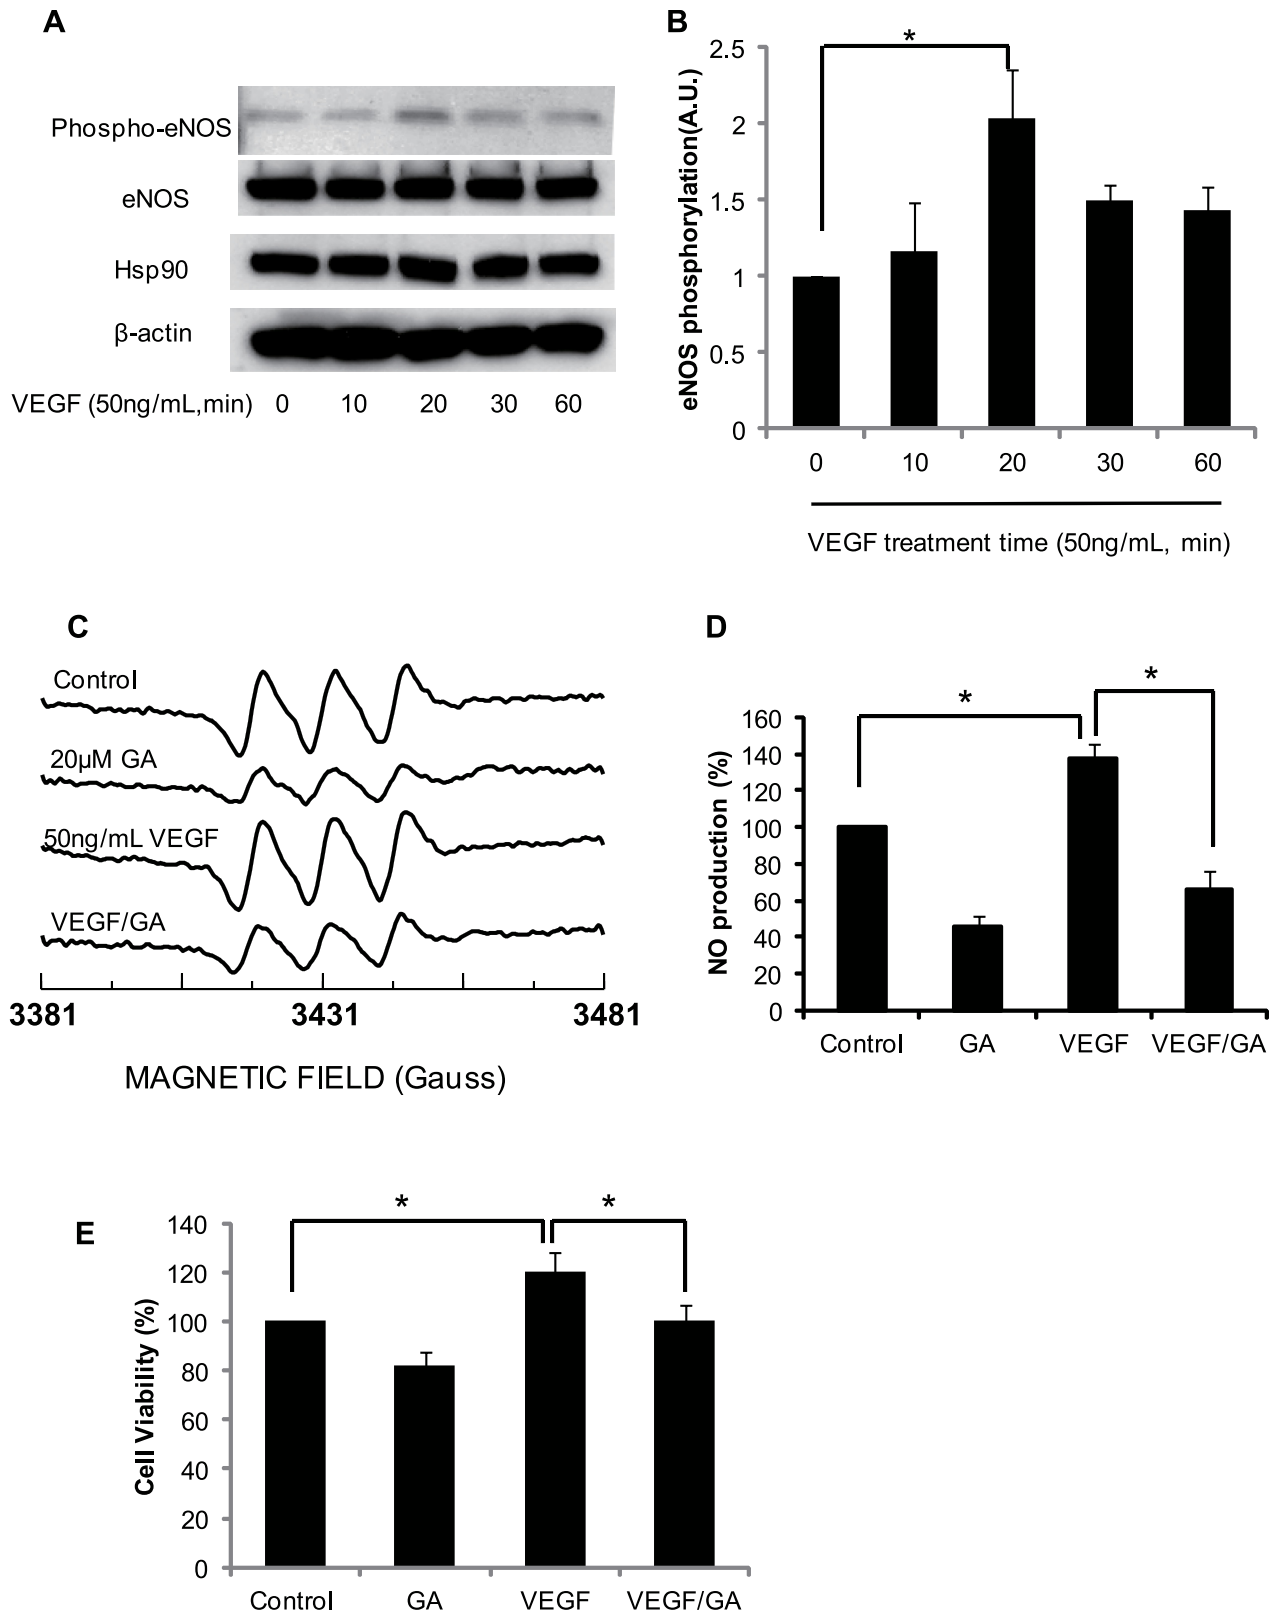 A
Phospho-eNOS
eNOS
Hsp90
β-actin
VEGF (50ng/mL,min) 0 10 20 30 60
B
*
eNOS phosphorylation(A.U.)
2.5
2
1.5
1
0.5
0
0 10 20 30 60
VEGF treatment time (50ng/mL, min)
C
Control
20µM GA
50ng/mL VEGF
VEGF/GA
3381 3431 3481
MAGNETIC FIELD (Gauss)
D
* *
NO production (%)
160
140
120
100
80
60
40
20
0
Control GA VEGF VEGF/GA
E
* *
Cell Viability (%)
140
120
100
80
60
40
20
0
Control GA VEGF VEGF/GA